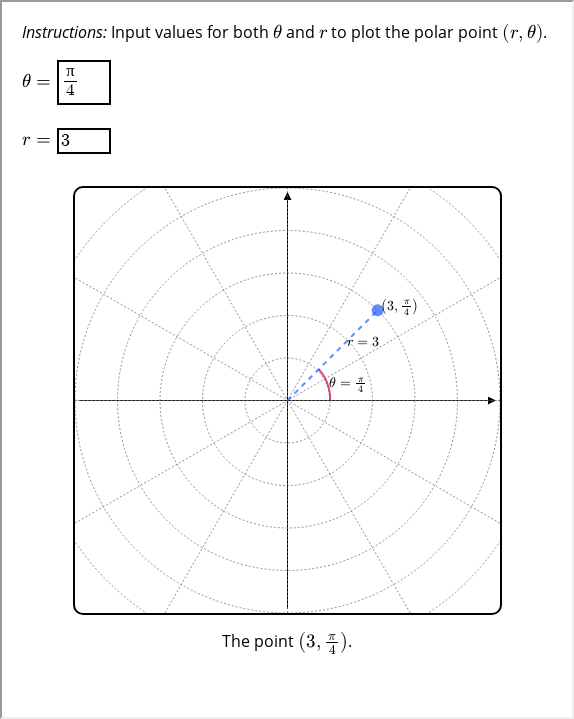 Instructions: Input values for both θ and r to plot the polar point (r, θ).
θ = π/4
r = 3
(3, π/4)
r = 3
θ = π/4
The point (3, π/4).